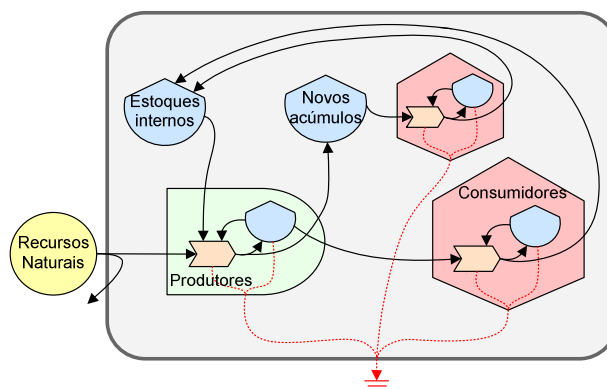 Estoques
internos
Novos
acúmulos
Consumidores
Recursos
Naturais
Produtores